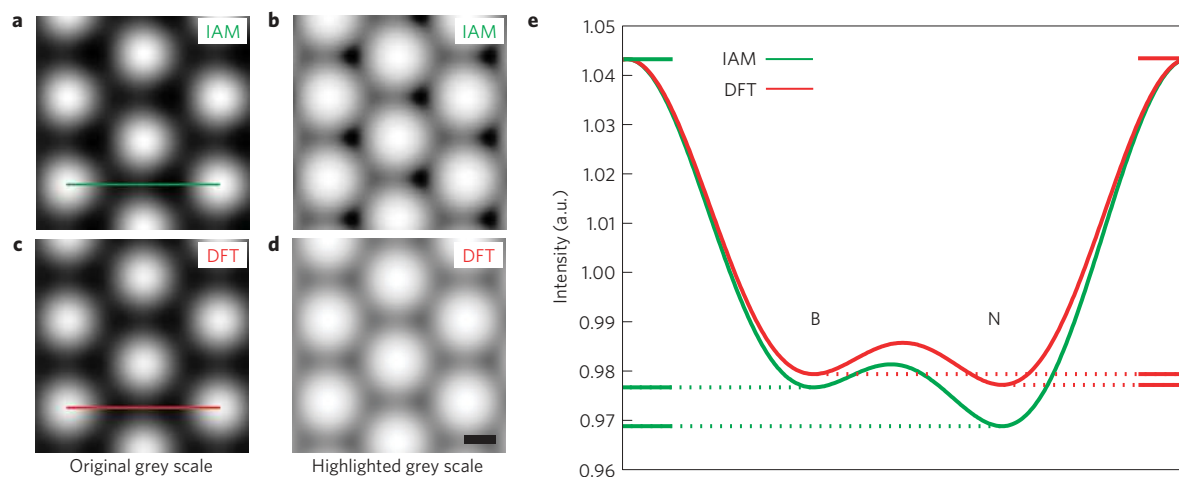 a
IAM
b
IAM
c
DFT
d
DFT
Original grey scale
Highlighted grey scale
e
1.05
1.04
1.03
1.02
1.01
1.00
0.99
0.98
0.97
0.96
Intensity (a.u.)
IAM
DFT
B
N